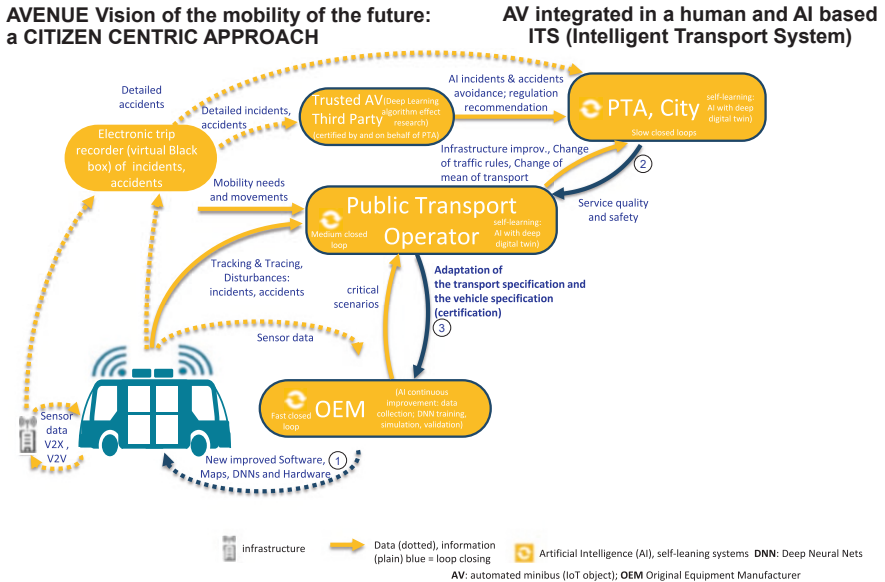 AVENUE Vision of the mobility of the future:
a CITIZEN CENTRIC APPROACH
AV integrated in a human and AI based
ITS (Intelligent Transport System)
Detailed
accidents
Detailed incidents,
accidents
Electronic trip
recorder (virtual Black
box) of incidents,
accidents
Trusted AV (Deep Learning
algorithm effect
Third Party research)
(certified by and on behalf of PTA)
AI incidents & accidents
avoidance; regulation
recommendation
PTA, City
self-learning:
AI with deep
digital twin)
Slow closed loops
Infrastructure improv., Change
of traffic rules, Change of
mean of transport
2
Service quality
and safety
Mobility needs
and movements
Public Transport
Operator
Medium closed
loop
self-learning:
AI with deep
digital twin)
Tracking & Tracing,
Disturbances:
incidents, accidents
critical
scenarios
Adaptation of
the transport specification and
the vehicle specification
(certification)
3
Sensor data
OEM
Fast closed
loop
(AI continuous
improvement: data
collection, DNN training,
simulation, validation)
Sensor
data
V2X ,
V2V
New improved Software,
Maps, DNNs and Hardware
1
infrastructure
Data (dotted), information
(plain) blue = loop closing
Artificial Intelligence (AI), self-leaning systems DNN: Deep Neural Nets
AV: automated minibus (IoT object); OEM Original Equipment Manufacturer